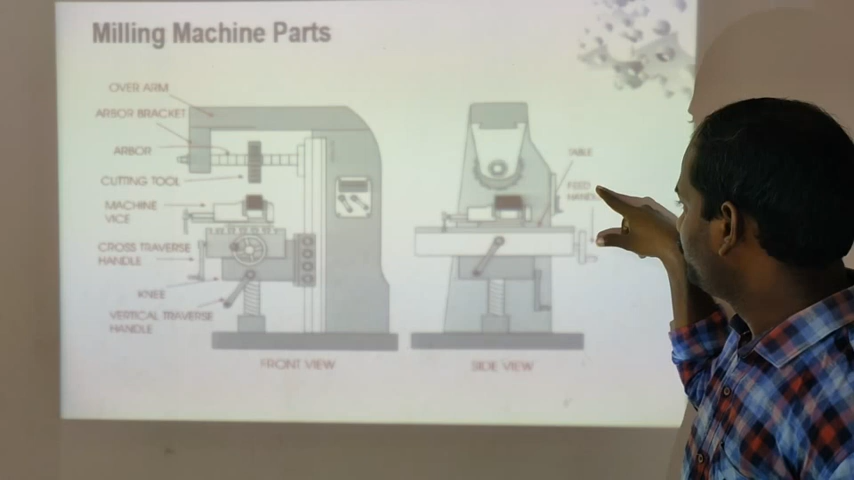 Milling Machine Parts
OVER ARM
ARBOR BRACKET
ARBOR
CUTTING TOOL
MACHINE
VICE
CROSS TRAVERSE
HANDLE
KNEE
VERTICAL TRAVERSE
HANDLE
FRONT VIEW
TABLE
FEED
SIDE VIEW